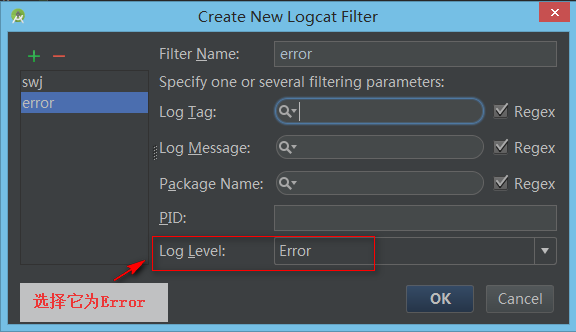 Create New Logcat Filter
Filter Name: error
swj
error
Specify one or several filtering parameters:
Log Tag: Regex
Log Message: Regex
Package Name: Regex
PID:
Log Level: Error
选择它为Error
OK Cancel